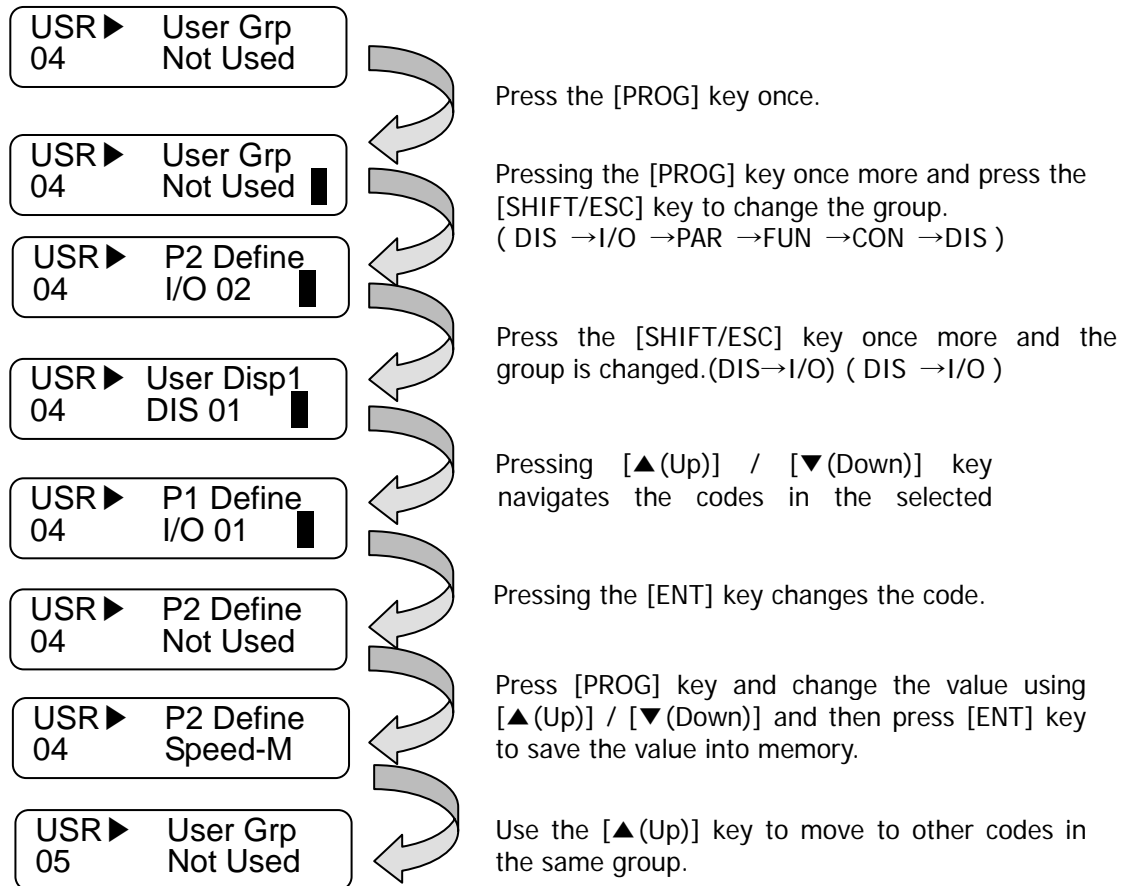 USR▶ User Grp
04 Not Used
Press the [PROG] key once.
USR▶ User Grp
04 Not Used
Pressing the [PROG] key once more and press the
[SHIFT/ESC] key to change the group.
( DIS →I/O →PAR →FUN →CON →DIS )
USR▶ P2 Define
04 I/O 02
Press the [SHIFT/ESC] key once more and the
group is changed.(DIS→I/O) ( DIS →I/O )
USR▶ User Disp1
04 DIS 01
Pressing [▲(Up)] / [▼(Down)] key
navigates the codes in the selected
USR▶ P1 Define
04 I/O 01
Pressing the [ENT] key changes the code.
USR▶ P2 Define
04 Not Used
Press [PROG] key and change the value using
[▲(Up)] / [▼(Down)] and then press [ENT] key
to save the value into memory.
USR▶ P2 Define
04 Speed-M
Use the [▲(Up)] key to move to other codes in
the same group.
USR▶ User Grp
05 Not Used